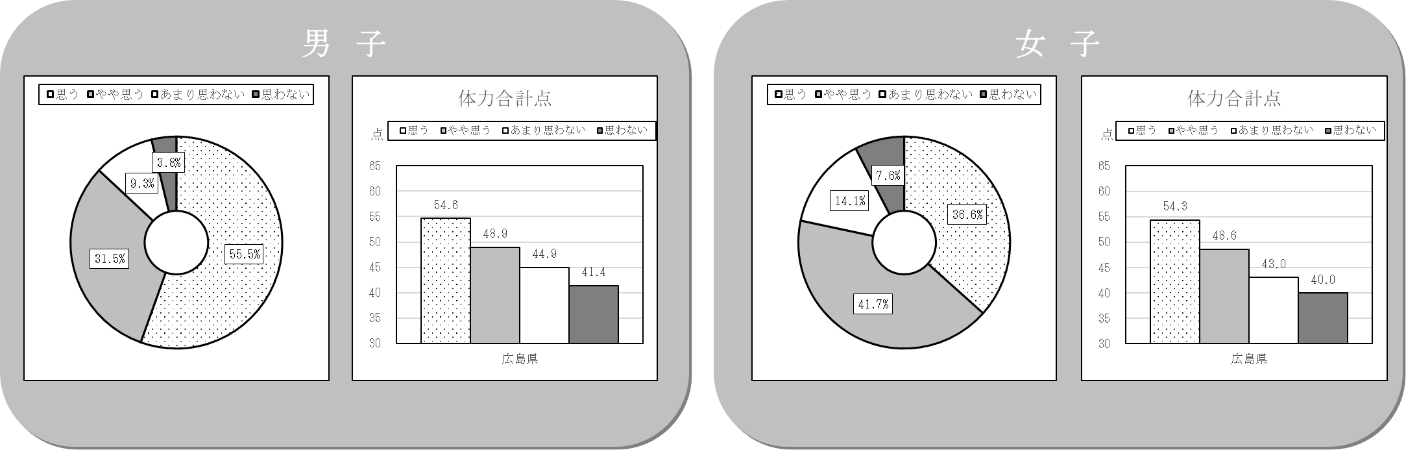 男 子
思う やや思う あまり思わない 思わない
3.8%
9.3%
31.5%
55.5%
体力合計点
点
思う やや思う あまり思わない 思わない
65
60
55
50
45
40
35
30
54.6
48.9
44.9
41.4
広島県
女 子
思う やや思う あまり思わない 思わない
7.6%
14.1%
36.6%
41.7%
体力合計点
点
思う やや思う あまり思わない 思わない
65
60
55
50
45
40
35
30
54.3
48.6
43.0
40.0
広島県